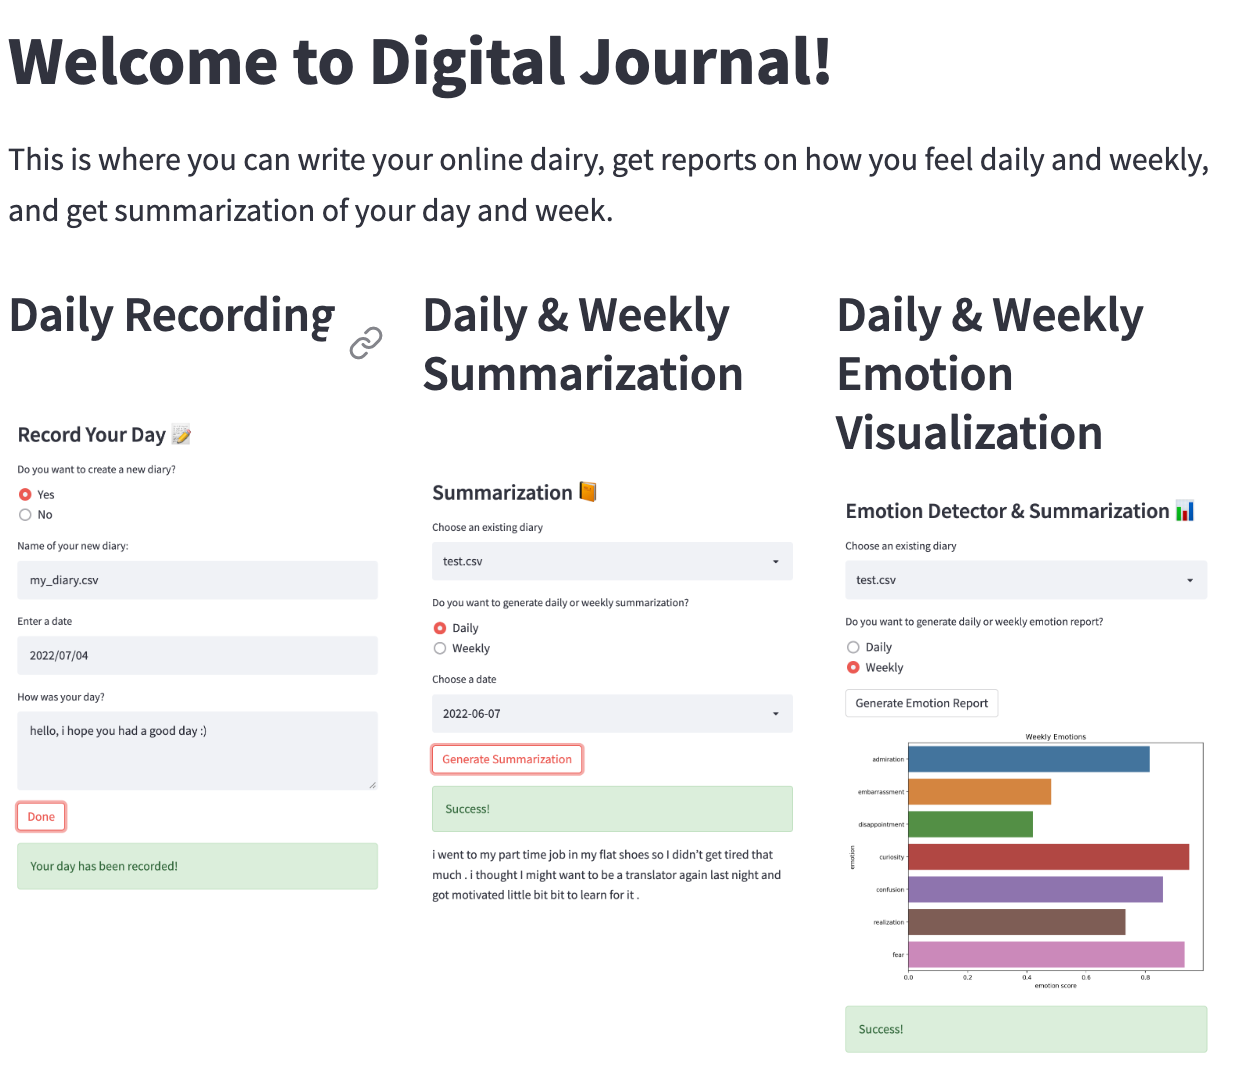 Welcome to Digital Journal!
This is where you can write your online dairy, get reports on how you feel daily and weekly,
and get summarization of your day and week.
Daily Recording
Record Your Day
Do you want to create a new diary?
Yes
No
Name of your new diary:
my_diary.csv
Enter a date
2022/07/04
How was your day?
hello, i hope you had a good day :)
Done
Your day has been recorded!
Daily & Weekly
Summarization
Summarization
Choose an existing diary
test.csv
Do you want to generate daily or weekly summarization?
Daily
Weekly
Choose a date
2022-06-07
Generate Summarization
Success!
i went to my part time job in my flat shoes so I didn't get tired that
much . i thought I might want to be a translator again last night and
got motivated little bit bit to learn for it .
Daily & Weekly
Emotion
Visualization
Emotion Detector & Summarization
Choose an existing diary
test.csv
Do you want to generate daily or weekly emotion report?
Daily
Weekly
Generate Emotion Report
Weekly Emotions
admiration
embarrassment
disappointment
curiosity
confusion
realization
fear
emotion
0.0 0.2 0.4 0.6 0.8
emotion score
Success!